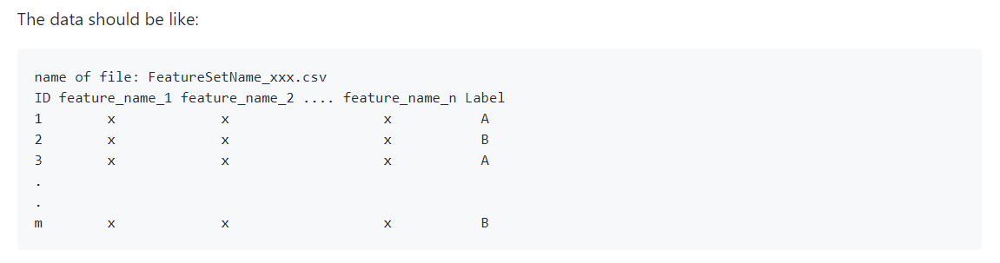 The data should be like:
name of file: FeatureSetName_xxx.csv
ID feature_name_1 feature_name_2 .... feature_name_n Label
1 x x x A
2 x x x B
3 x x x A
.
.
m x x x B